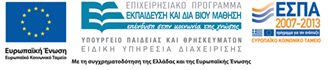 ΕΠΙΧΕΙΡΗΣΙΑΚΟ ΠΡΟΓΡΑΜΜΑ
ΕΚΠΑΙΔΕΥΣΗ ΚΑΙ ΔΙΑ ΒΙΟΥ ΜΑΘΗΣΗ
επένδυση στην κοινωνία της γνώσης
ΥΠΟΥΡΓΕΙΟ ΠΑΙΔΕΙΑΣ ΚΑΙ ΘΡΗΣΚΕΥΜΑΤΩΝ
ΕΙΔΙΚΗ ΥΠΗΡΕΣΙΑ ΔΙΑΧΕΙΡΙΣΗΣ
ΕΣΠΑ
2007-2013
ΕΥΡΩΠΑΪΚΟ ΚΟΙΝΩΝΙΚΟ ΤΑΜΕΙΟ
Ευρωπαϊκή Ένωση
Ευρωπαϊκό Κοινωνικό Ταμείο
Με τη συγχρηματοδότηση της Ελλάδας και της Ευρωπαϊκής Ένωσης